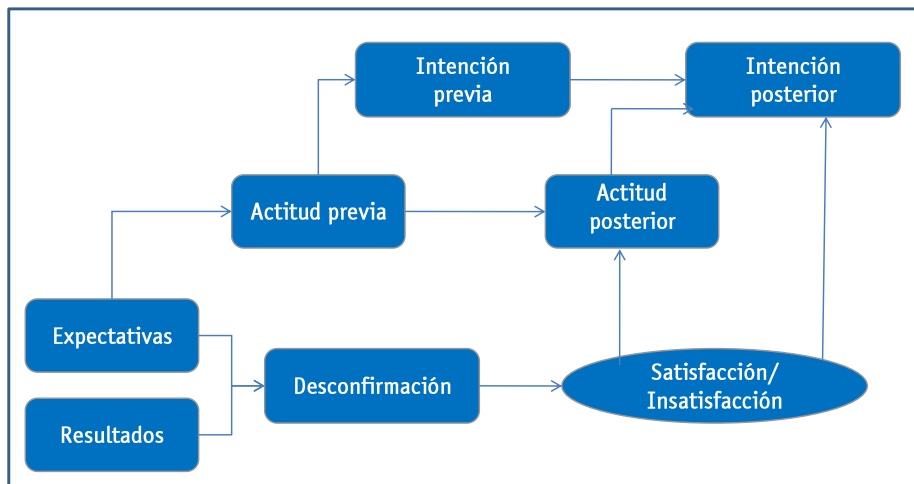 Intención
previa
Intención
posterior
Actitud previa
Actitud
posterior
Expectativas
Desconfirmación
Satisfacción/
Insatisfacción
Resultados